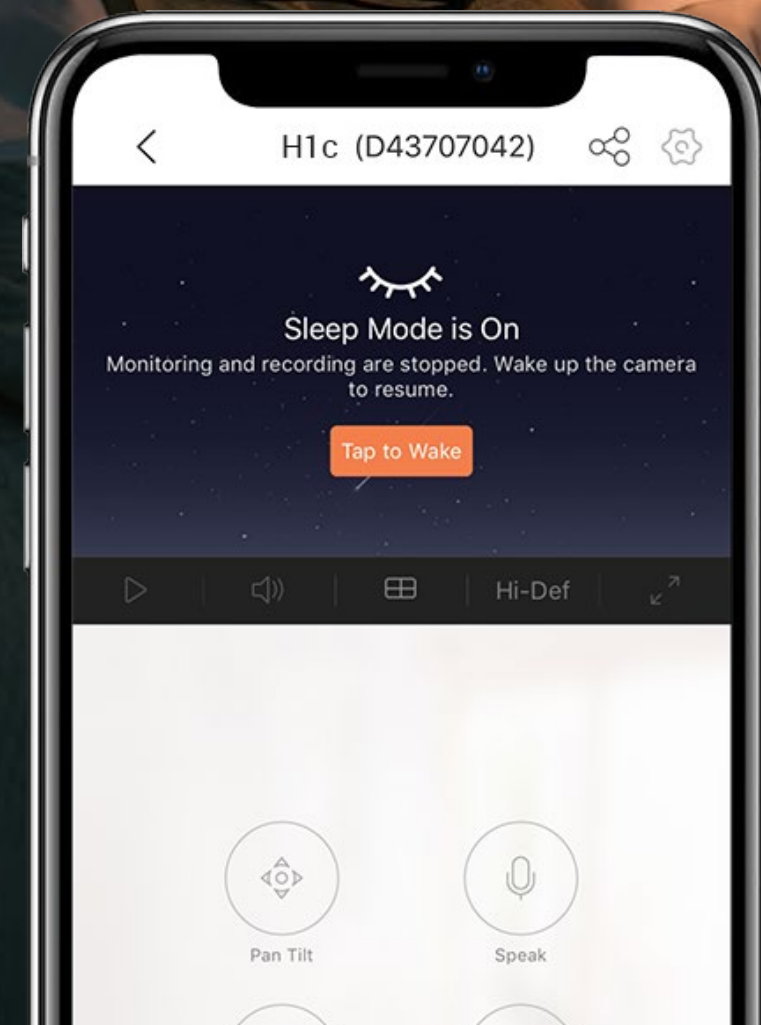 H1c (D43707042)
Sleep Mode is On
Monitoring and recording are stopped. Wake up the camera
to resume.
Tap to Wake
Hi-Def
Pan Tilt
Speak